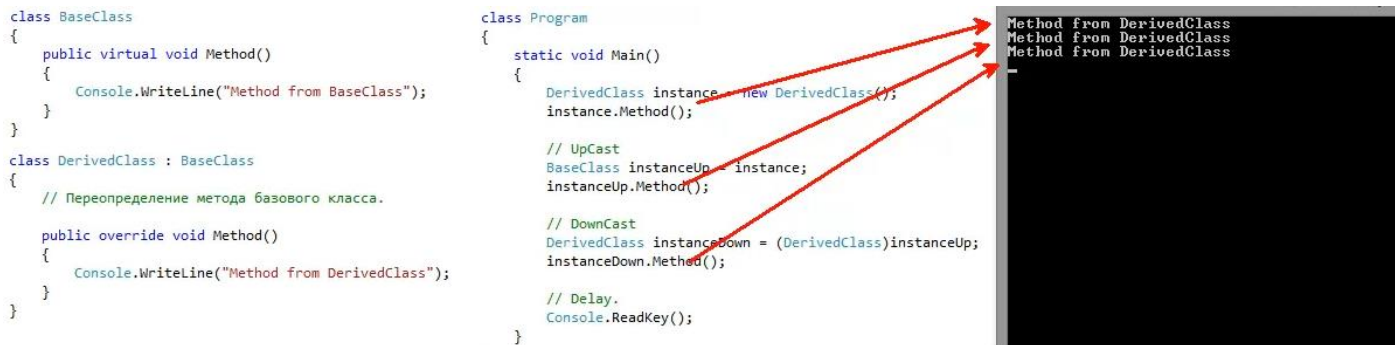 class BaseClass
{
public virtual void Method()
{
Console.WriteLine("Method from BaseClass");
}
}
class DerivedClass : BaseClass
{
// Переопределение метода базового класса.
public override void Method()
{
Console.WriteLine("Method from DerivedClass");
}
}
class Program
{
static void Main()
{
DerivedClass instance = new DerivedClass();
instance.Method();
// UpCast
BaseClass instanceUp = instance;
instanceUp.Method();
// DownCast
DerivedClass instanceDown = (DerivedClass)instanceUp;
instanceDown.Method();
// Delay.
Console.ReadKey();
}
Method from DerivedClass
Method from DerivedClass
Method from DerivedClass